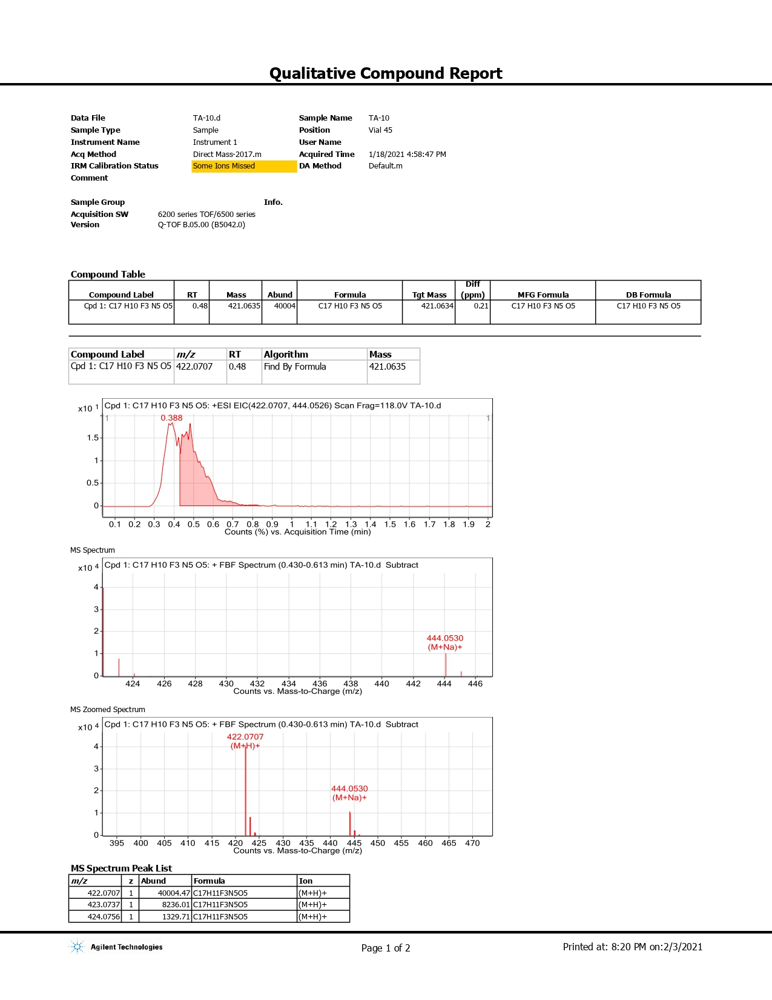 Qualitative Compound Report
Data File TA-10.d Sample Name TA-10
Sample Type Sample Position Vial 45
Instrument Name Instrument 1 User Name
Acq Method Direct Mass-2017.m Acquired Time 1/18/2021 4:58:47 PM
IRM Calibration Status Some Ions Missed DA Method Default.m
Comment
Sample Group Info.
Acquisition SW 6200 series TOF/6500 series
Version Q-TOF B.05.00 (B5042.0)
Compound Table
Diff
Compound Label RT Mass Abund Formula Tgt Mass (ppm) MFG Formula DB Formula
Cpd 1: C17 H10 F3 N5 O5 0.48 421.0635 40004 C17 H10 F3 N5 O5 421.0634 0.21 C17 H10 F3 N5 O5 C17 H10 F3 N5 O5
Compound Label m/z RT Algorithm Mass
Cpd 1: C17 H10 F3 N5 O5 422.0707 0.48 Find By Formula 421.0635
x10 1 Cpd 1: C17 H10 F3 N5 O5: +ESI EIC(422.0707, 444.0526) Scan Frag=118.0V TA-10.d
1 0.388 1
1.5
1
0.5
0
0.1 0.2 0.3 0.4 0.5 0.6 0.7 0.8 0.9 1 1.1 1.2 1.3 1.4 1.5 1.6 1.7 1.8 1.9 2
Counts (%) vs. Acquisition Time (min)
MS Spectrum
x10 4 Cpd 1: C17 H10 F3 N5 O5: + FBF Spectrum (0.430-0.613 min) TA-10.d Subtract
4
3
2
444.0530
(M+Na)+
1
0
424 426 428 430 432 434 436 438 440 442 444 446
Counts vs. Mass-to-Charge (m/z)
MS Zoomed Spectrum
x10 4 Cpd 1: C17 H10 F3 N5 O5: + FBF Spectrum (0.430-0.613 min) TA-10.d Subtract
422.0707
4 (M+H)+
3
444.0530
2 (M+Na)+
1
0
395 400 405 410 415 420 425 430 435 440 445 450 455 460 465 470
Counts vs. Mass-to-Charge (m/z)
MS Spectrum Peak List
m/z z Abund Formula Ion
422.0707 1 40004.47 C17H11F3N5O5 (M+H)+
423.0737 1 8236.01 C17H11F3N5O5 (M+H)+
424.0756 1 1329.71 C17H11F3N5O5 (M+H)+
Agilent Technologies Page 1 of 2 Printed at: 8:20 PM on:2/3/2021